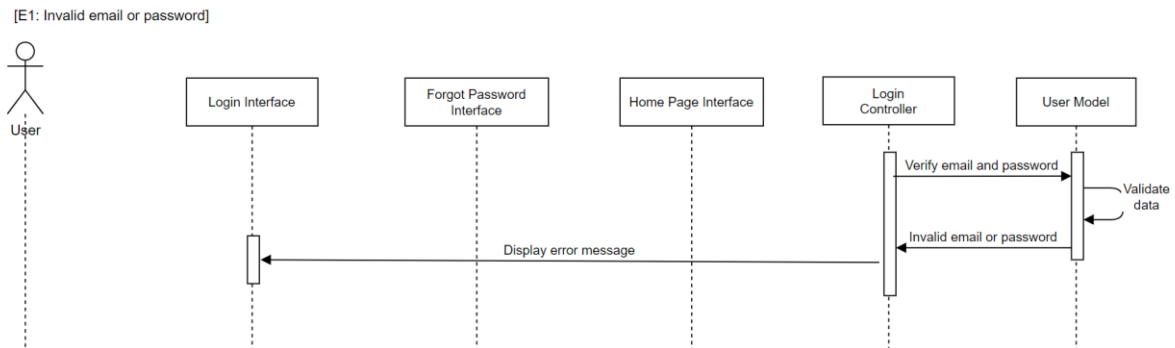 [E1: Invalid email or password]
User
Login Interface
Forgot Password
Interface
Home Page Interface
Login
Controller
User Model
Verify email and password
Validate
data
Invalid email or password
Display error message